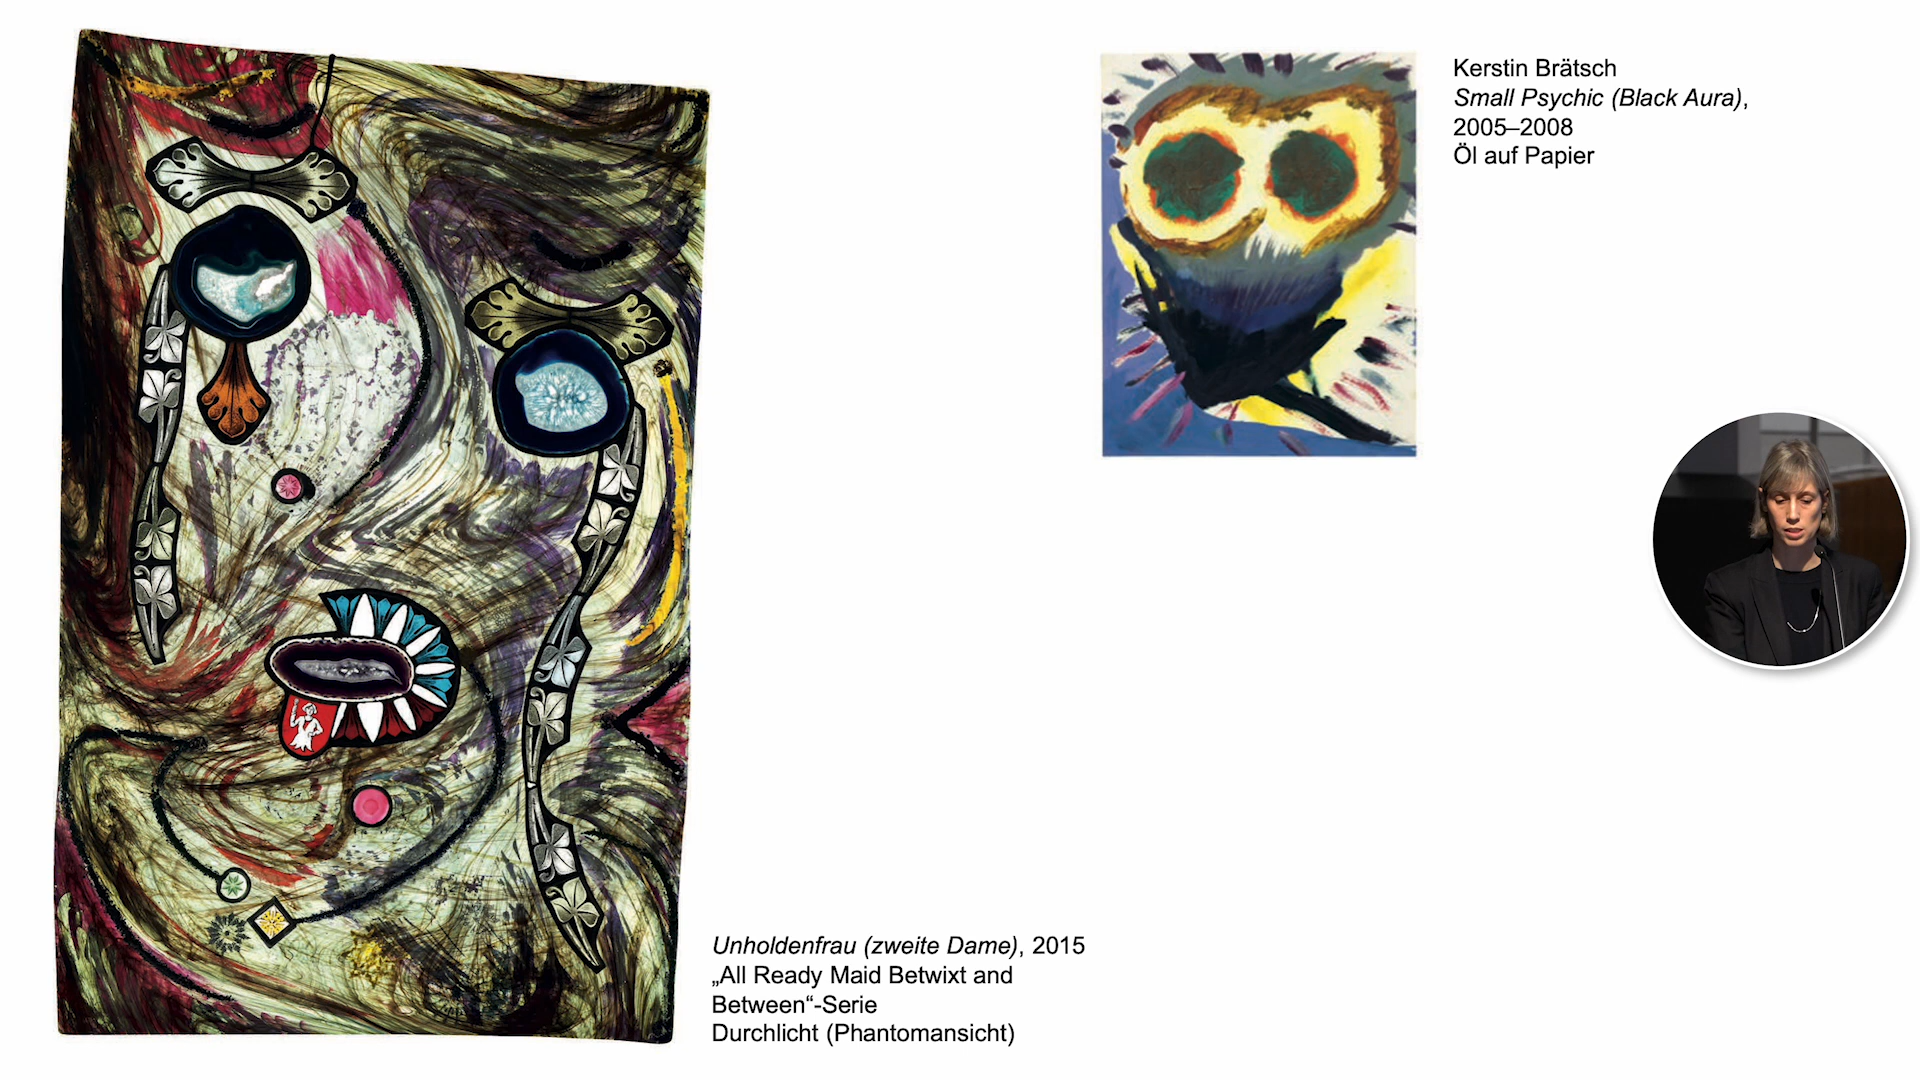 Kerstin Brätsch
Small Psychic (Black Aura),
2005–2008
Öl auf Papier
Unholdenfrau (zweite Dame), 2015
„All Ready Maid Betwixt and
Between“-Serie
Durchlicht (Phantomansicht)